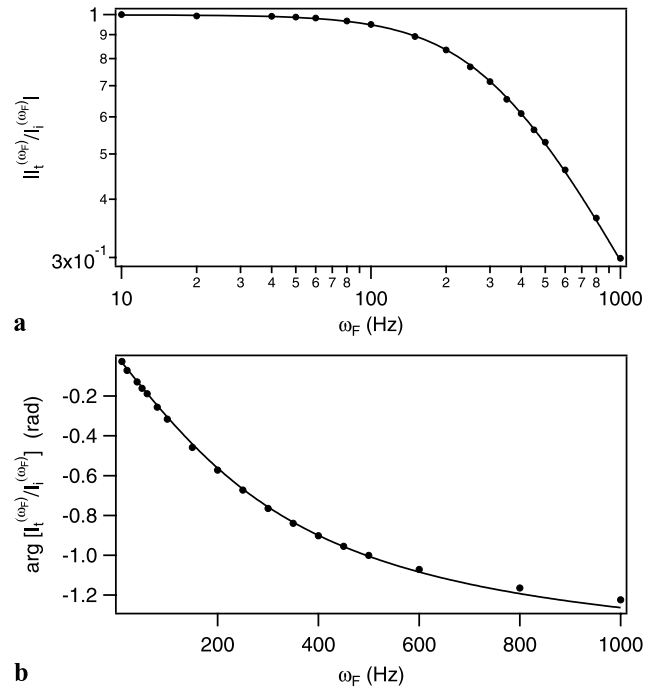 1
9
8
7
6
5
4
3x10⁻¹
|I_t^(ω_F)/I_i^(ω_F)|
10 2 3 4 5 6 7 8 100 2 3 4 5 6 7 8 1000
ω_F (Hz)
a
-0.2
-0.4
-0.6
-0.8
-1.0
-1.2
arg [I_t^(ω_F)/I_i^(ω_F)] (rad)
200 400 600 800 1000
ω_F (Hz)
b